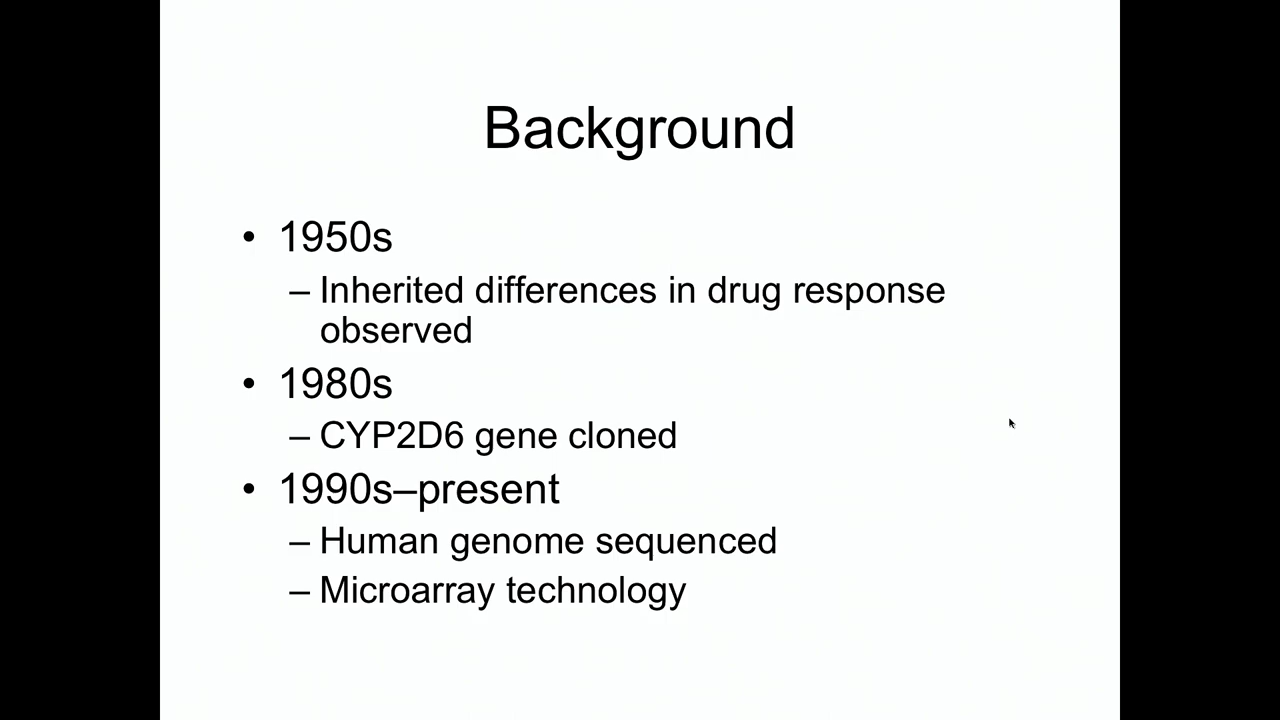 Background
• 1950s
– Inherited differences in drug response
observed
• 1980s
– CYP2D6 gene cloned
• 1990s–present
– Human genome sequenced
– Microarray technology